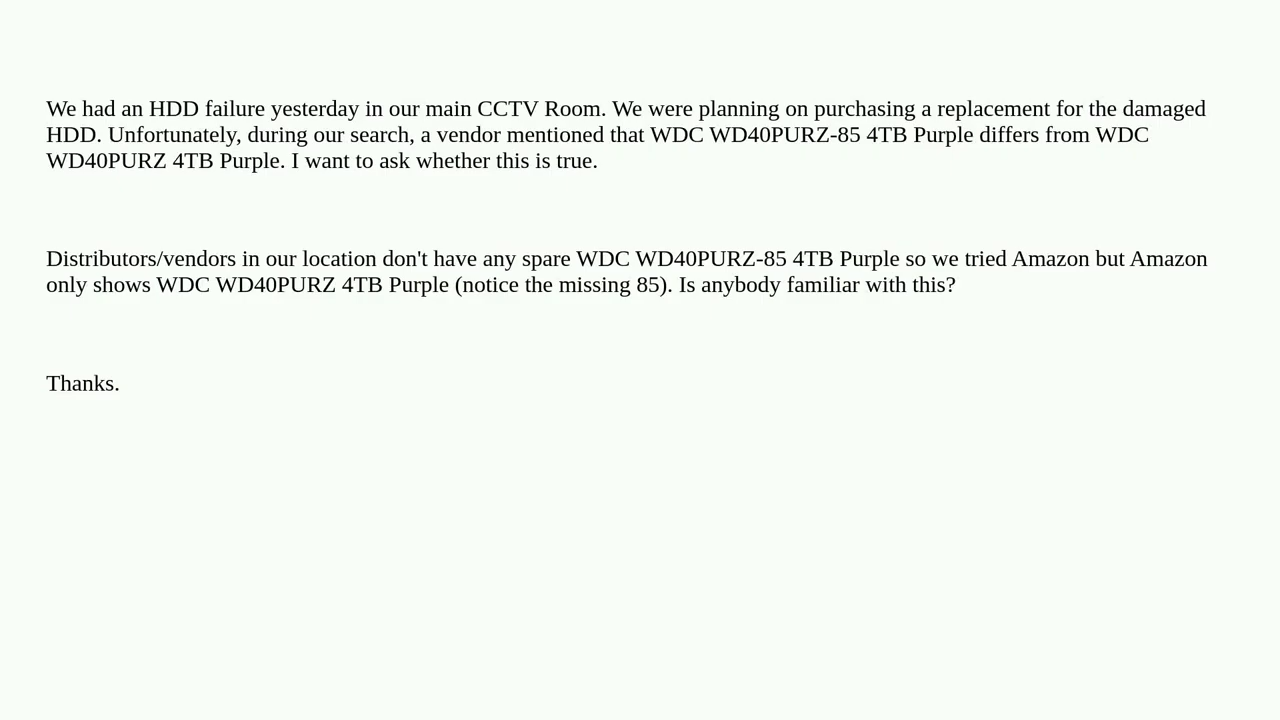 We had an HDD failure yesterday in our main CCTV Room. We were planning on purchasing a replacement for the damaged
HDD. Unfortunately, during our search, a vendor mentioned that WDC WD40PURZ-85 4TB Purple differs from WDC
WD40PURZ 4TB Purple. I want to ask whether this is true.
Distributors/vendors in our location don't have any spare WDC WD40PURZ-85 4TB Purple so we tried Amazon but Amazon
only shows WDC WD40PURZ 4TB Purple (notice the missing 85). Is anybody familiar with this?
Thanks.